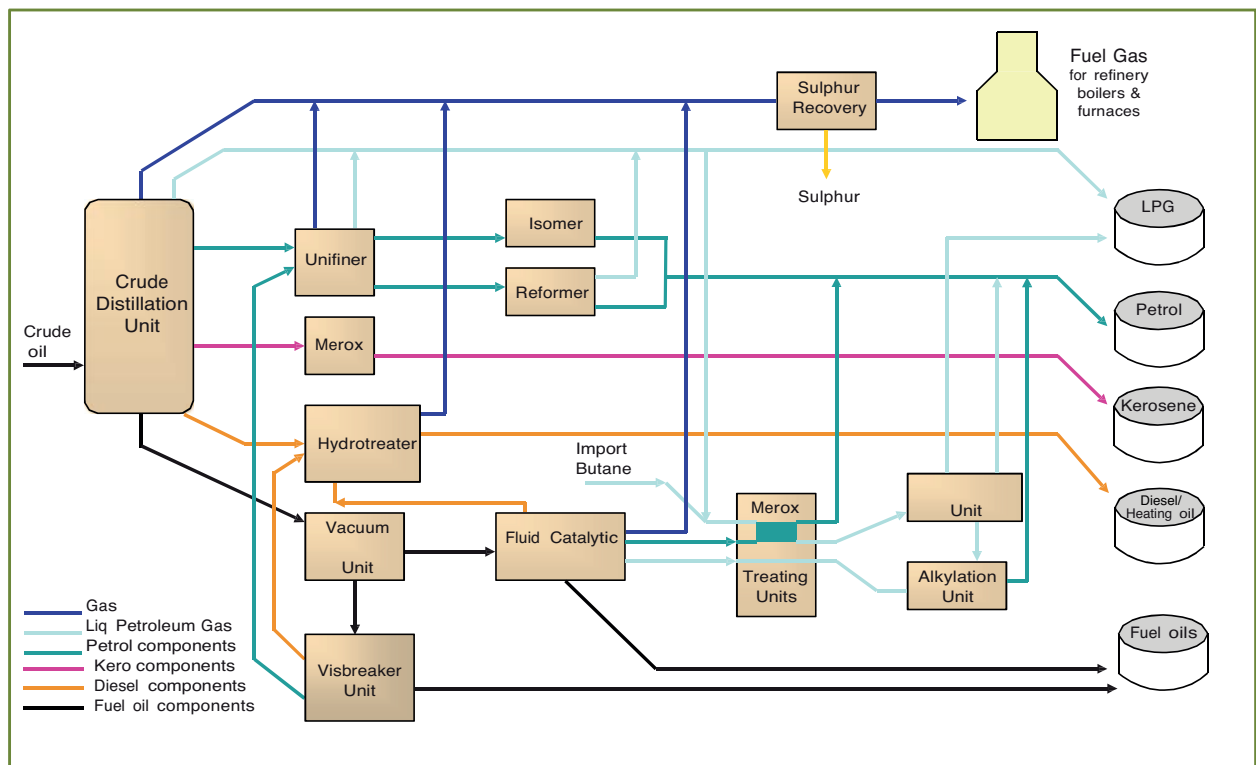 Fuel Gas
for refinery
boilers &
furnaces
Sulphur
Recovery
Sulphur
LPG
Isomer
Unifiner
Crude
Distillation
Unit
Reformer
Petrol
Crude
oil
Merox
Kerosene
Hydrotreater
Import
Butane
Diesel/
Heating oil
Merox
Unit
Vacuum
Unit
Fluid Catalytic
Treating
Units
Alkylation
Unit
Gas
Liq Petroleum Gas
Petrol components
Kero components
Diesel components
Fuel oil components
Visbreaker
Unit
Fuel oils